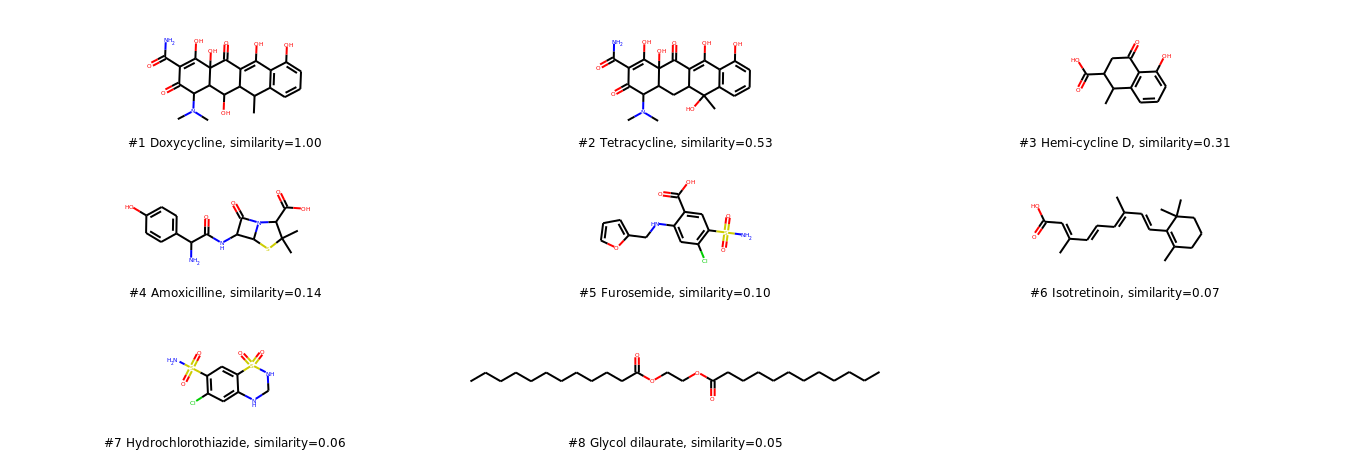 #1 Doxycycline, similarity=1.00
#2 Tetracycline, similarity=0.53
#3 Hemi-cycline D, similarity=0.31
#4 Amoxicilline, similarity=0.14
#5 Furosemide, similarity=0.10
#6 Isotretinoin, similarity=0.07
#7 Hydrochlorothiazide, similarity=0.06
#8 Glycol dilaurate, similarity=0.05